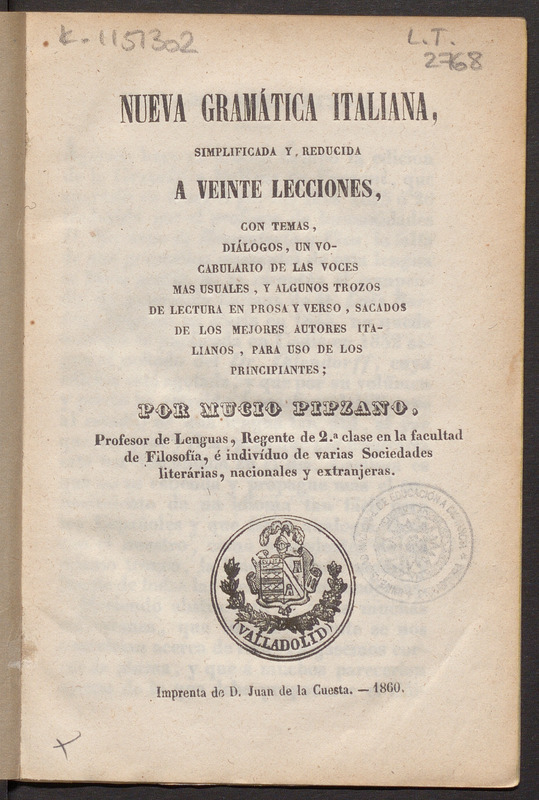 K-1151302
L.T.
2768
NUEVA GRAMÁTICA ITALIANA,
SIMPLIFICADA Y REDUCIDA
A VEINTE LECCIONES,
CON TEMAS,
DIÁLOGOS, UN VO-
CABULARIO DE LAS VOCES
MAS USUALES, Y ALGUNOS TROZOS
DE LECTURA EN PROSA Y VERSO, SACADOS
DE LOS MEJORES AUTORES ITA-
LIANOS, PARA USO DE LOS
PRINCIPIANTES;
POR MUCIO PIPZANO,
Profesor de Lenguas, Regente de 2.ª clase en la facultad
de Filosofía, é indivíduo de varias Sociedades
literárias, nacionales y extranjeras.
(VALLADOLID)
Imprenta de D. Juan de la Cuesta. — 1860.